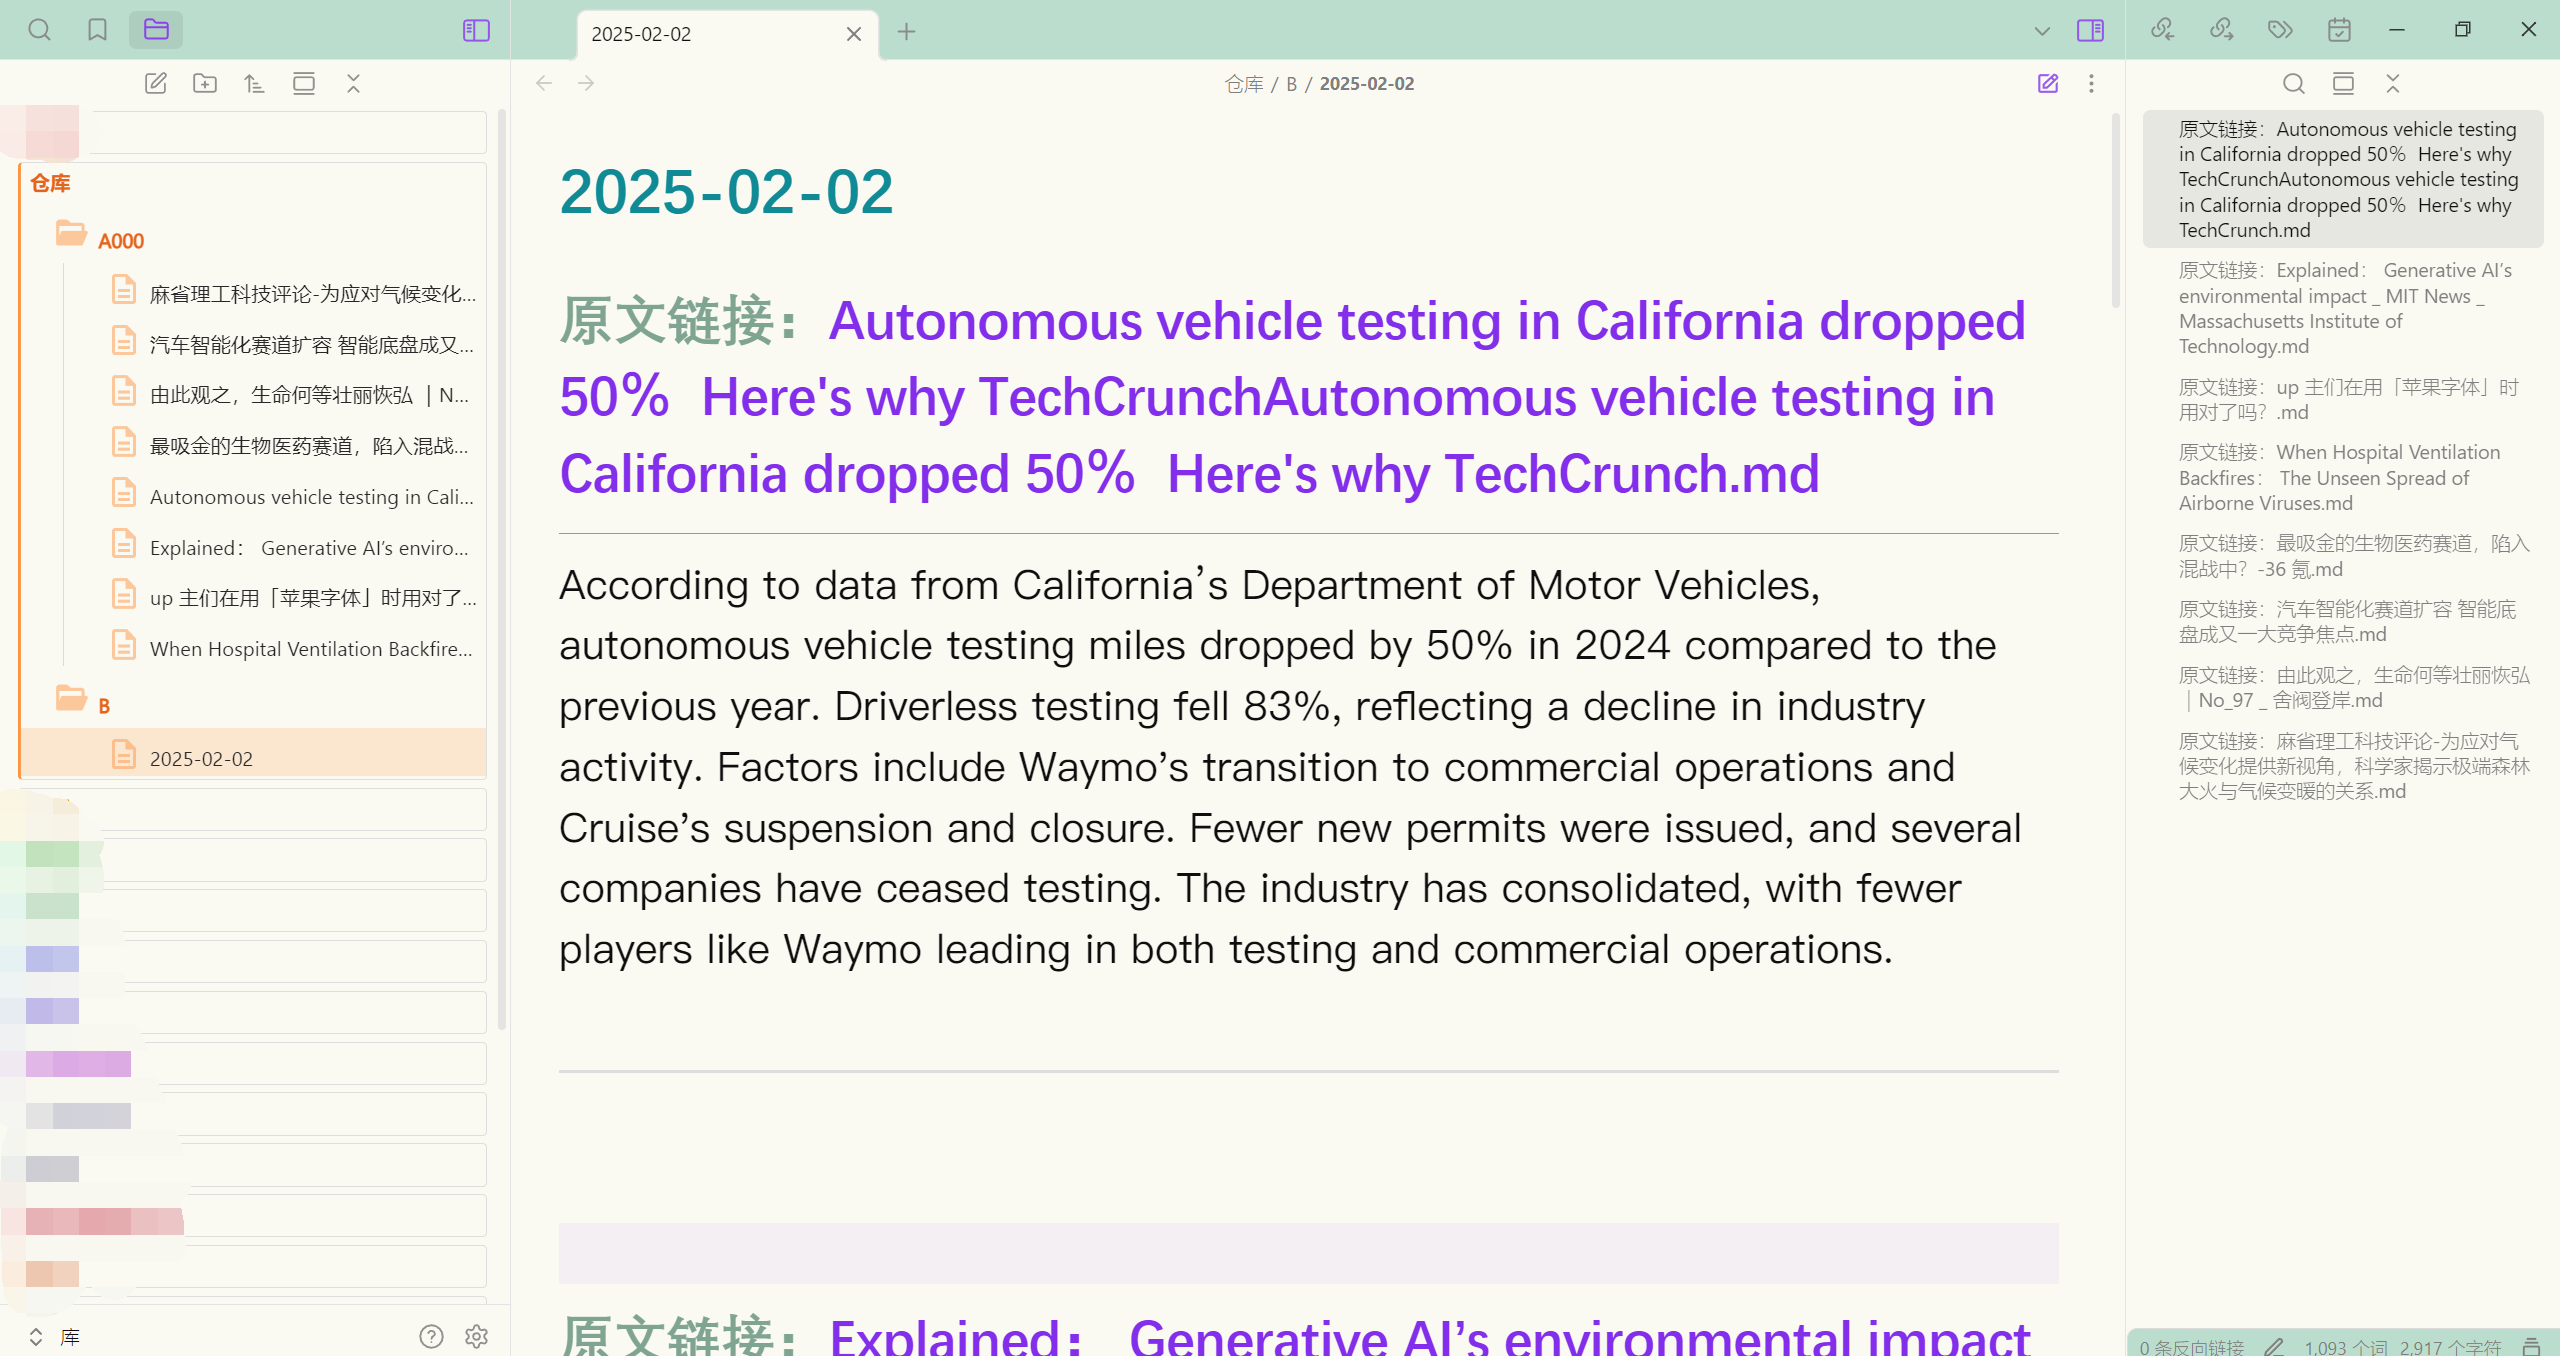 2025-02-02
仓库 / B / 2025-02-02
仓库
A000
麻省理工科技评论-为应对气候变化...
汽车智能化赛道扩容 智能底盘成又...
由此观之，生命何等壮丽恢弘 ｜N...
最吸金的生物医药赛道，陷入混战...
Autonomous vehicle testing in Cali...
Explained： Generative AI’s enviro...
up 主们在用「苹果字体」时用对了...
When Hospital Ventilation Backfire...
B
2025-02-02
库
2025-02-02
原文链接：Autonomous vehicle testing in California dropped
50%  Here's why TechCrunchAutonomous vehicle testing in
California dropped 50%  Here's why TechCrunch.md
According to data from California’s Department of Motor Vehicles,
autonomous vehicle testing miles dropped by 50% in 2024 compared to the
previous year. Driverless testing fell 83%, reflecting a decline in industry
activity. Factors include Waymo’s transition to commercial operations and
Cruise’s suspension and closure. Fewer new permits were issued, and several
companies have ceased testing. The industry has consolidated, with fewer
players like Waymo leading in both testing and commercial operations.
原文链接：Explained： Generative AI’s environmental impact
原文链接：Autonomous vehicle testing
in California dropped 50%  Here's why
TechCrunchAutonomous vehicle testing
in California dropped 50%  Here's why
TechCrunch.md
原文链接：Explained： Generative AI’s
environmental impact _ MIT News _
Massachusetts Institute of
Technology.md
原文链接：up 主们在用「苹果字体」时
用对了吗？.md
原文链接：When Hospital Ventilation
Backfires： The Unseen Spread of
Airborne Viruses.md
原文链接：最吸金的生物医药赛道，陷入
混战中？-36 氪.md
原文链接：汽车智能化赛道扩容 智能底
盘成又一大竞争焦点.md
原文链接：由此观之，生命何等壮丽恢弘
｜No_97 _ 舍阀登岸.md
原文链接：麻省理工科技评论-为应对气
候变化提供新视角，科学家揭示极端森林
大火与气候变暖的关系.md
0 条反向链接 1,093 个词 2,917 个字符